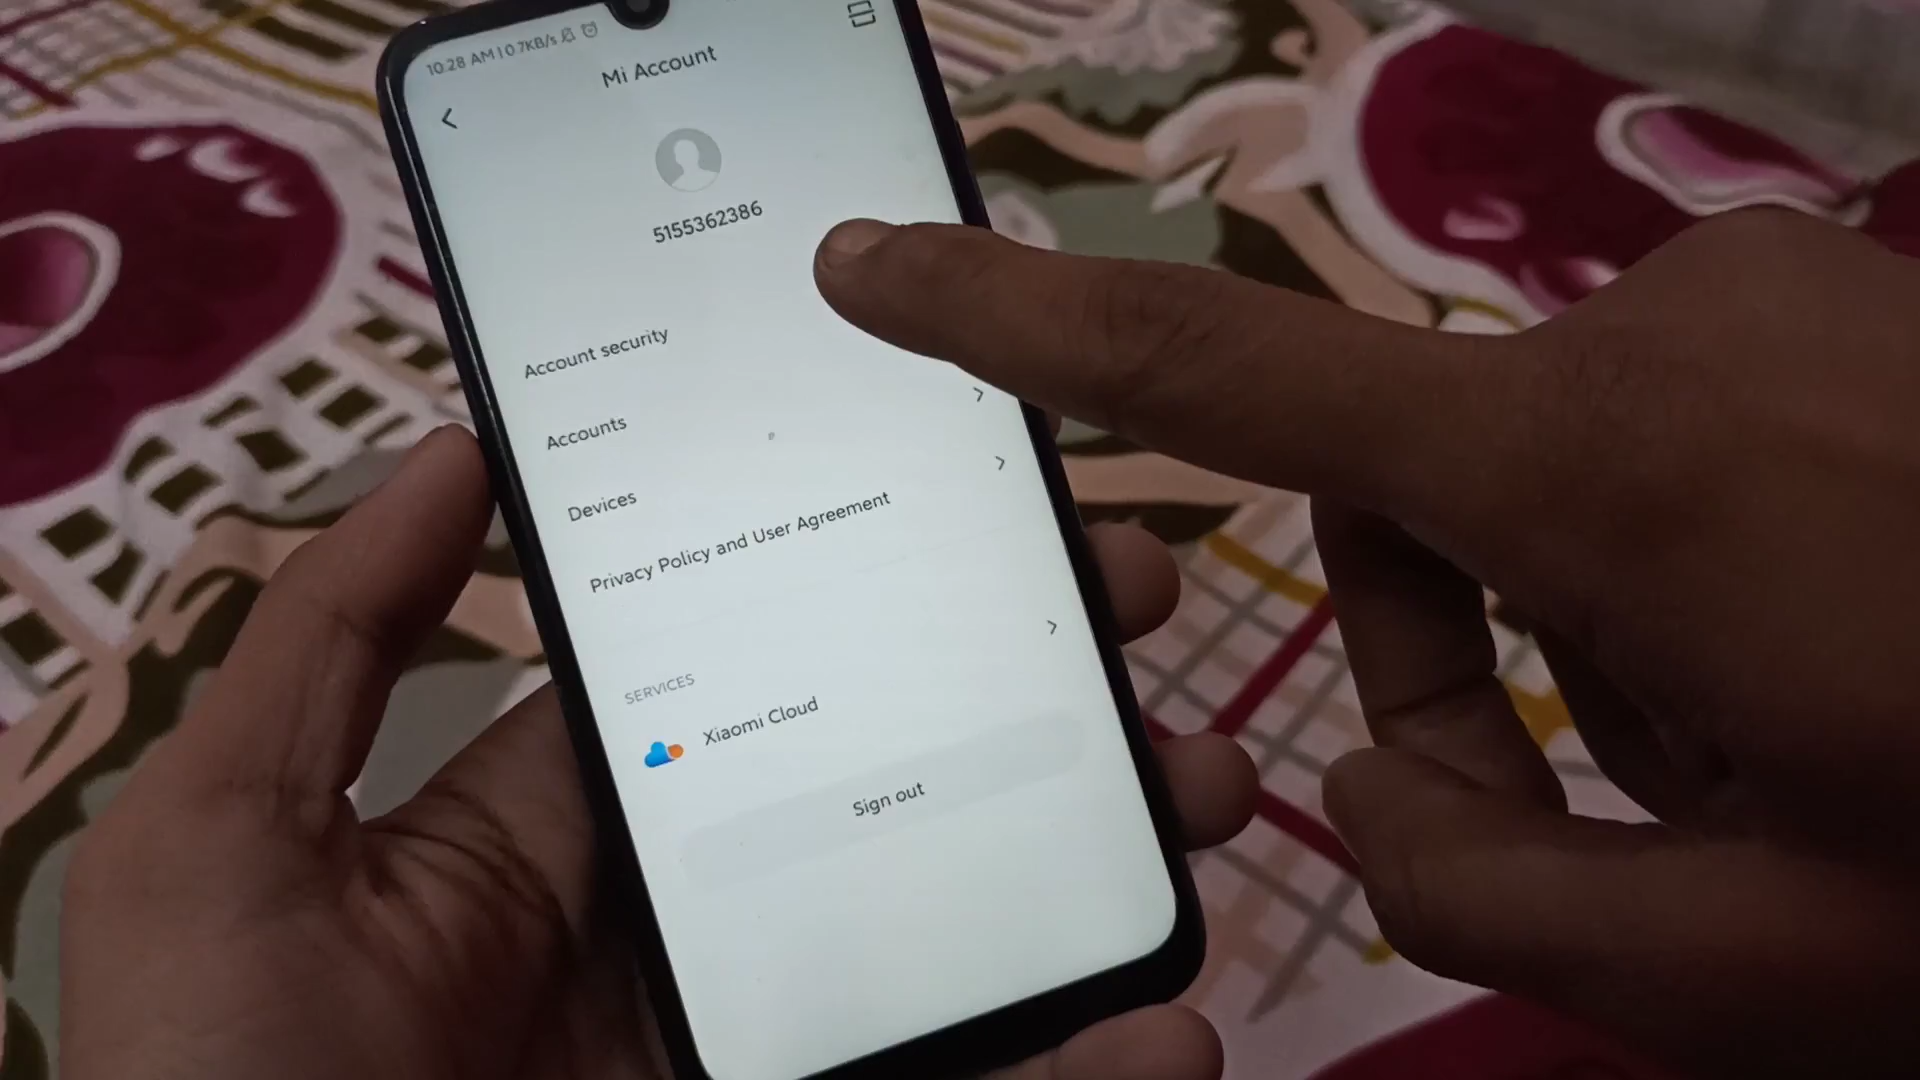 10:28 AM | 0.7KB/s
Mi Account
5155362386
Account security
Accounts
Devices
Privacy Policy and User Agreement
SERVICES
Xiaomi Cloud
Sign out